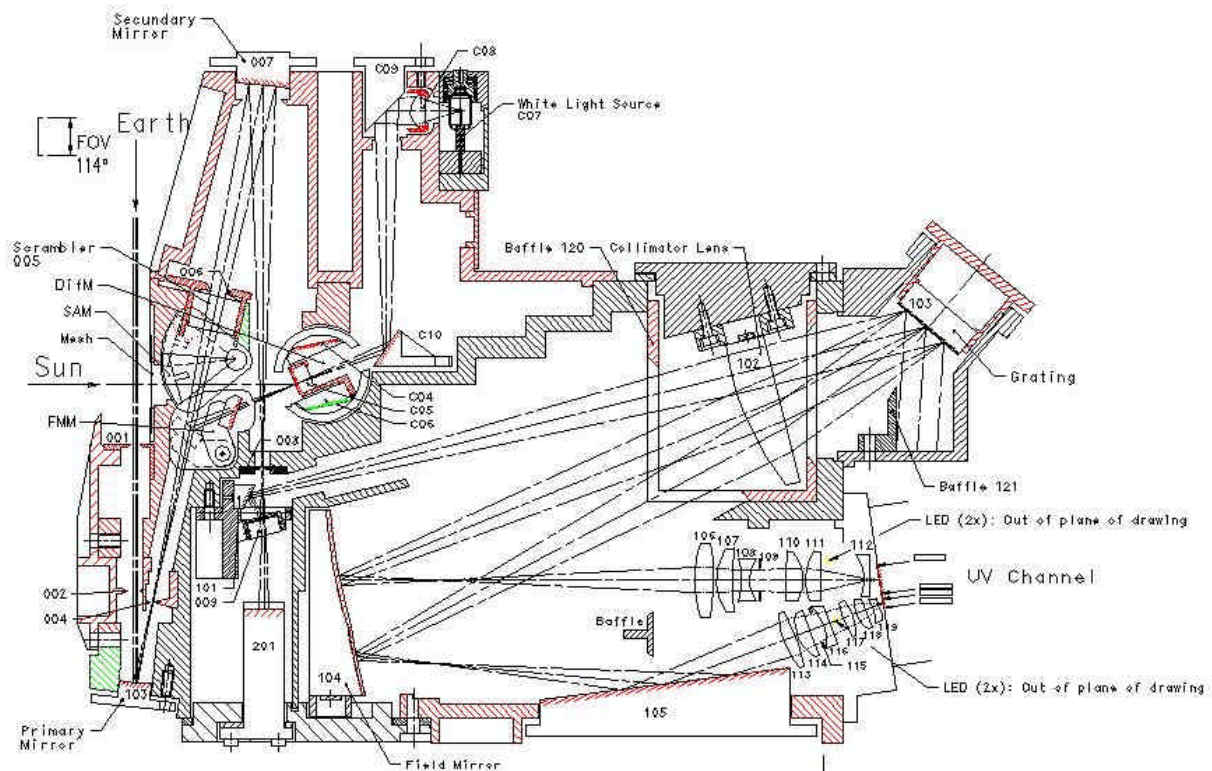 Secundary
Mirror
007
C09
C08
White Light Source
C07
Earth
FOV
114°
Scrambler
005
006
DifM
SAM
Mesh
Sun
FMM
001
008
C10
C04
C05
C06
Baffle 120
Collimator Lens
102
103
Grating
Baffle 121
LED (2x): Out of plane of drawing
106
107
108
109
110
111
112
UV Channel
101
009
002
004
201
Baffle
113
114
115
116
117
118
119
LED (2x): Out of plane of drawing
103
104
105
Primary
Mirror
Field Mirror